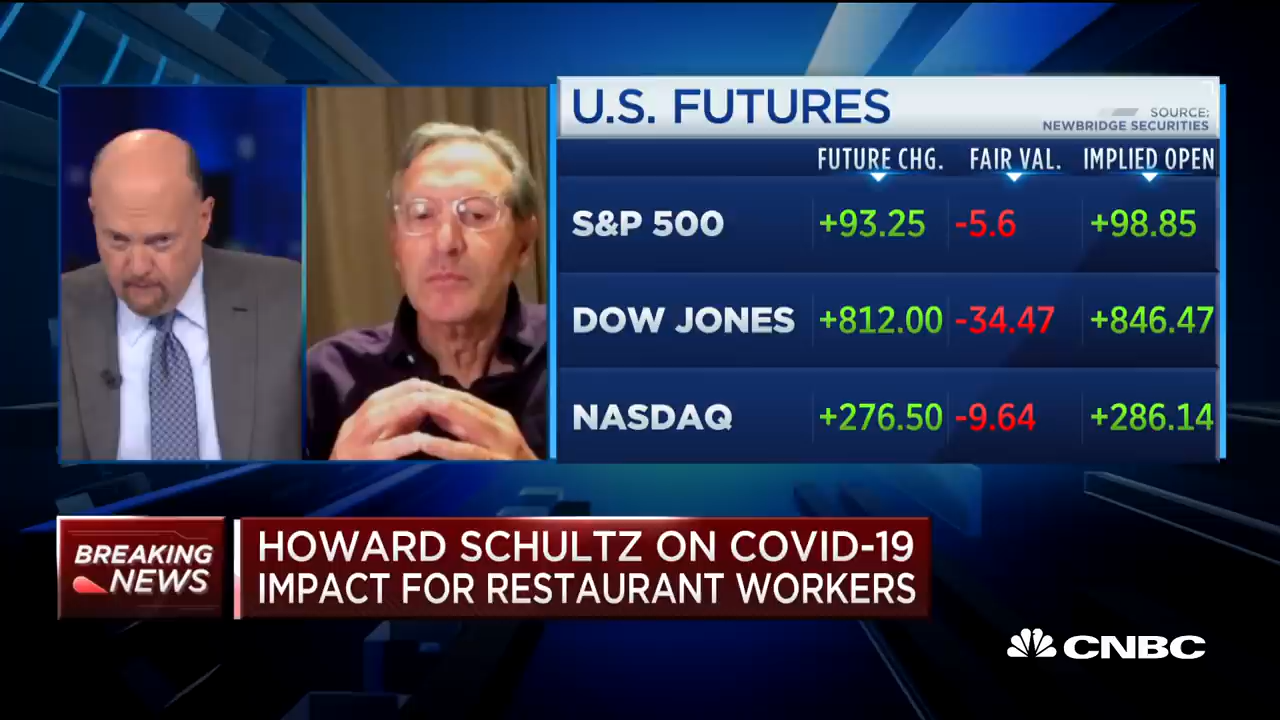 U.S. FUTURES
SOURCE:
NEWBRIDGE SECURITIES
FUTURE CHG. FAIR VAL. IMPLIED OPEN
S&P 500 +93.25 -5.6 +98.85
DOW JONES +812.00 -34.47 +846.47
NASDAQ +276.50 -9.64 +286.14
BREAKING
NEWS
HOWARD SCHULTZ ON COVID-19
IMPACT FOR RESTAURANT WORKERS
CNBC